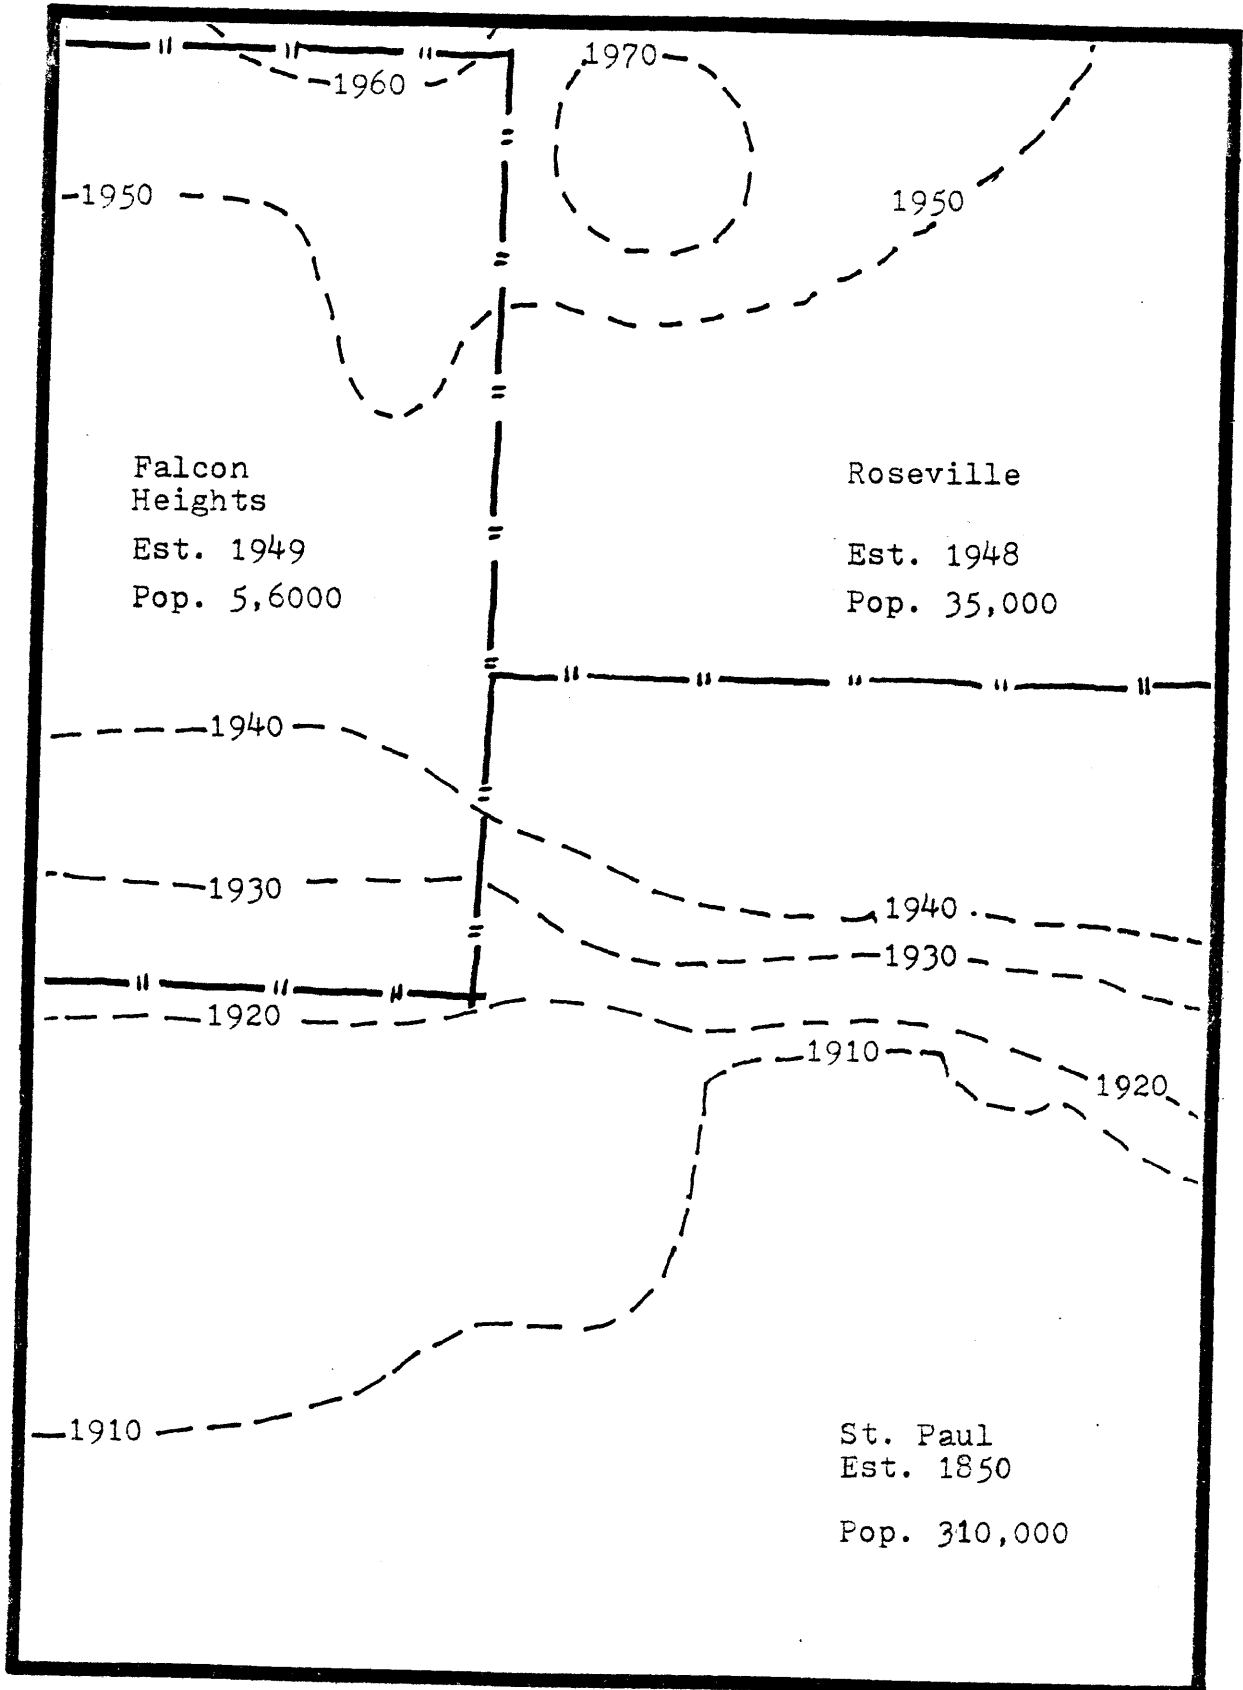 1970
1960
1950
1950
Falcon
Heights
Est. 1949
Pop. 5,6000
Roseville
Est. 1948
Pop. 35,000
1940
1930
1940
1930
1920
1910
1920
1910
St. Paul
Est. 1850
Pop. 310,000